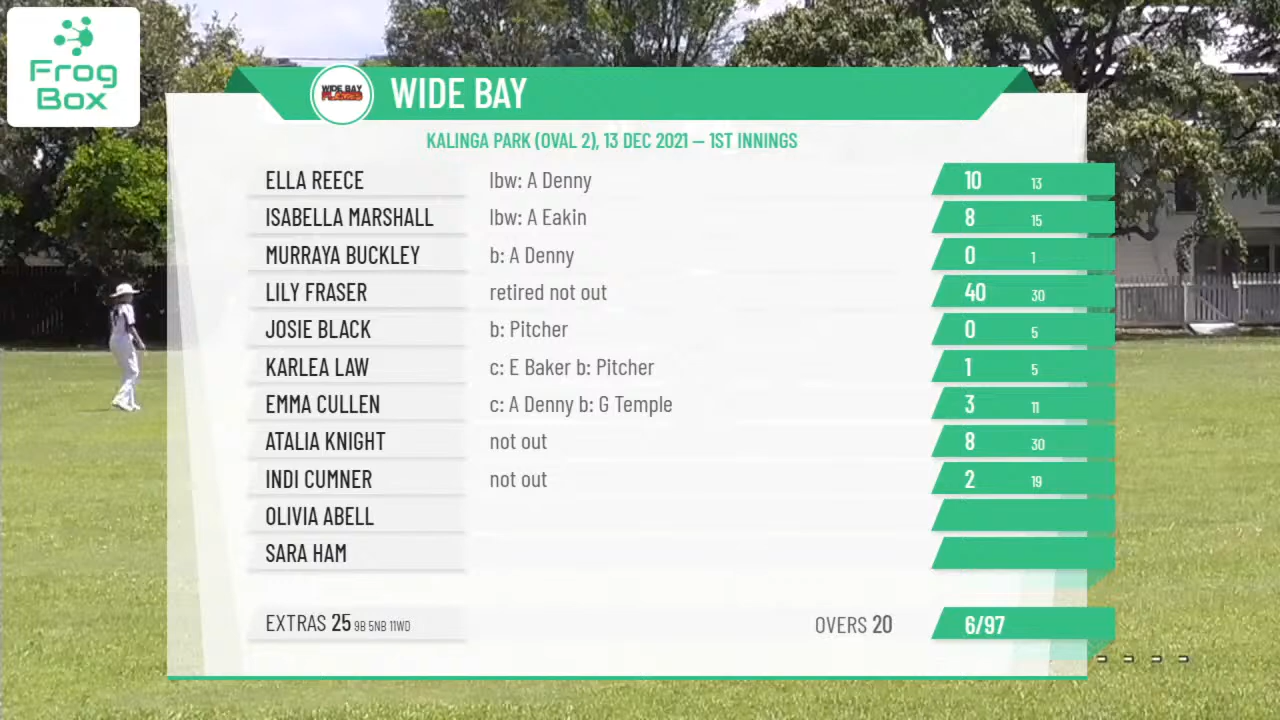 Frog
Box
WIDE BAY
FLAMES
WIDE BAY
KALINGA PARK (OVAL 2), 13 DEC 2021 – 1ST INNINGS
ELLA REECE lbw: A Denny 10 13
ISABELLA MARSHALL lbw: A Eakin 8 15
MURRAYA BUCKLEY b: A Denny 0 1
LILY FRASER retired not out 40 30
JOSIE BLACK b: Pitcher 0 5
KARLEA LAW c: E Baker b: Pitcher 1 5
EMMA CULLEN c: A Denny b: G Temple 3 11
ATALIA KNIGHT not out 8 30
INDI CUMNER not out 2 19
OLIVIA ABELL
SARA HAM
EXTRAS 25 9B 5NB 11WD OVERS 20 6/97